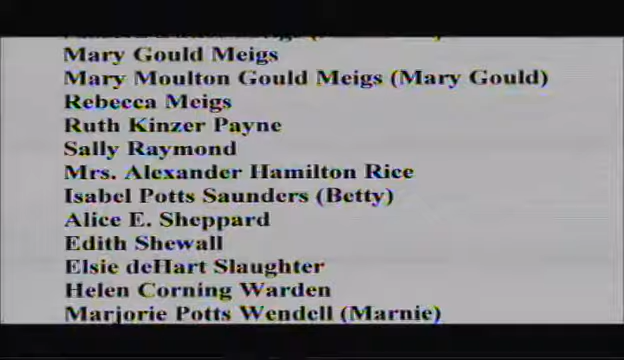 Mary Gould Meigs
Mary Moulton Gould Meigs (Mary Gould)
Rebecca Meigs
Ruth Kinzer Payne
Sally Raymond
Mrs. Alexander Hamilton Rice
Isabel Potts Saunders (Betty)
Alice E. Sheppard
Edith Shewall
Elsie deHart Slaughter
Helen Corning Warden
Marjorie Potts Wendell (Marnie)